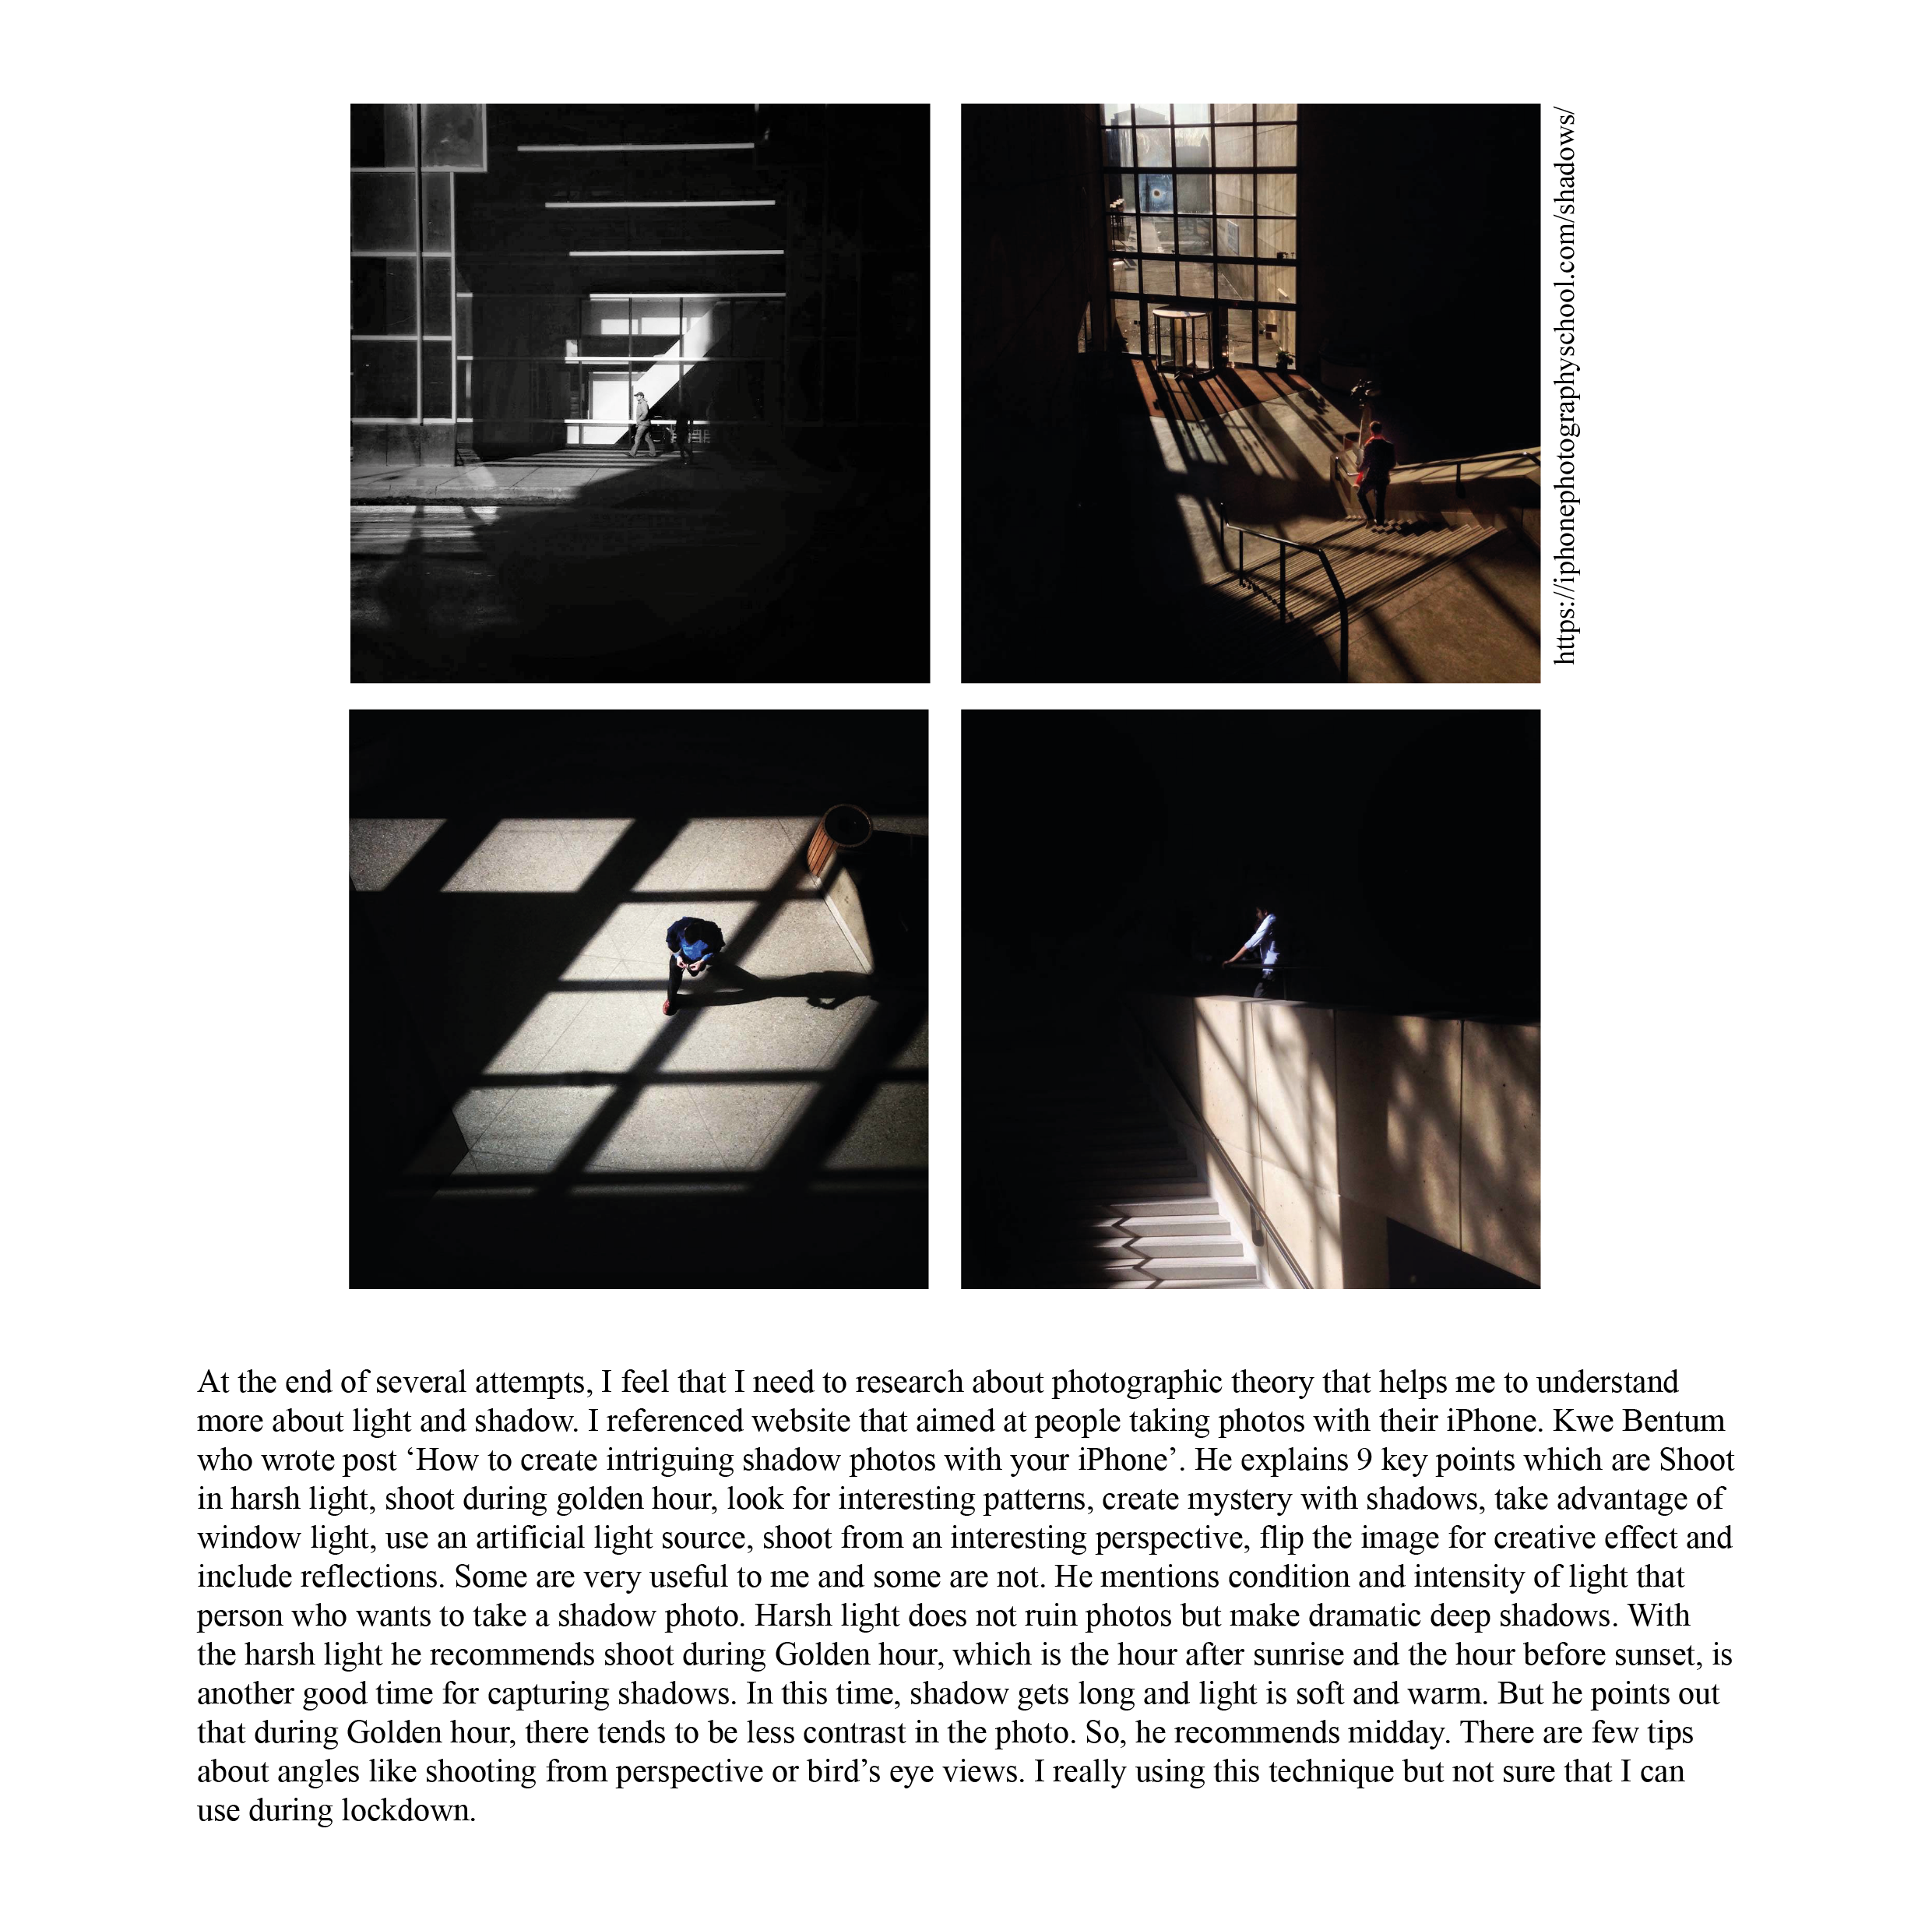 https://iphonephotographyschool.com/shadows/
At the end of several attempts, I feel that I need to research about photographic theory that helps me to understand
more about light and shadow. I referenced website that aimed at people taking photos with their iPhone. Kwe Bentum
who wrote post ‘How to create intriguing shadow photos with your iPhone’. He explains 9 key points which are Shoot
in harsh light, shoot during golden hour, look for interesting patterns, create mystery with shadows, take advantage of
window light, use an artificial light source, shoot from an interesting perspective, flip the image for creative effect and
include reflections. Some are very useful to me and some are not. He mentions condition and intensity of light that
person who wants to take a shadow photo. Harsh light does not ruin photos but make dramatic deep shadows. With
the harsh light he recommends shoot during Golden hour, which is the hour after sunrise and the hour before sunset, is
another good time for capturing shadows. In this time, shadow gets long and light is soft and warm. But he points out
that during Golden hour, there tends to be less contrast in the photo. So, he recommends midday. There are few tips
about angles like shooting from perspective or bird’s eye views. I really using this technique but not sure that I can
use during lockdown.